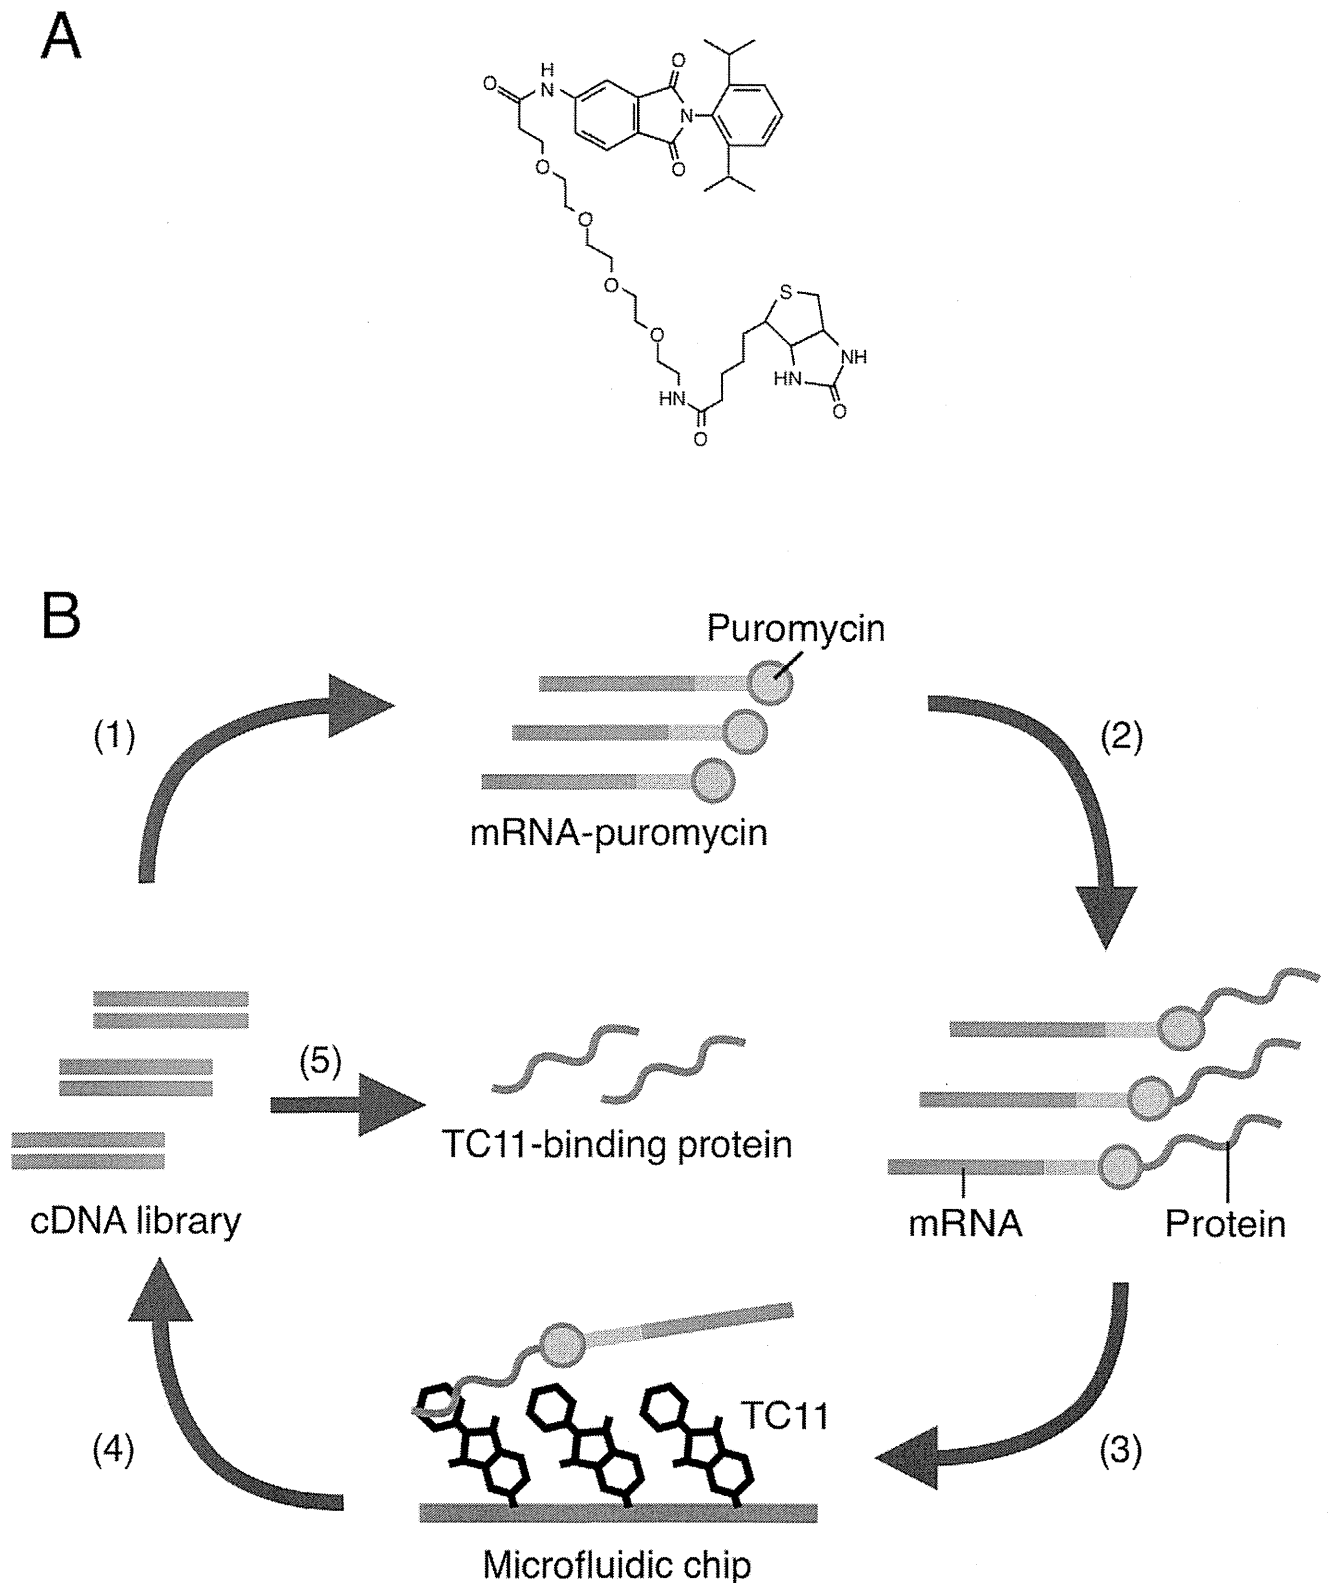 A
O
H
N
O
N
O
O
O
O
O
S
NH
HN
O
HN
O
B
Puromycin
(1)
(2)
mRNA-puromycin
(5)
TC11-binding protein
cDNA library
mRNA
Protein
TC11
(4)
(3)
Microfluidic chip